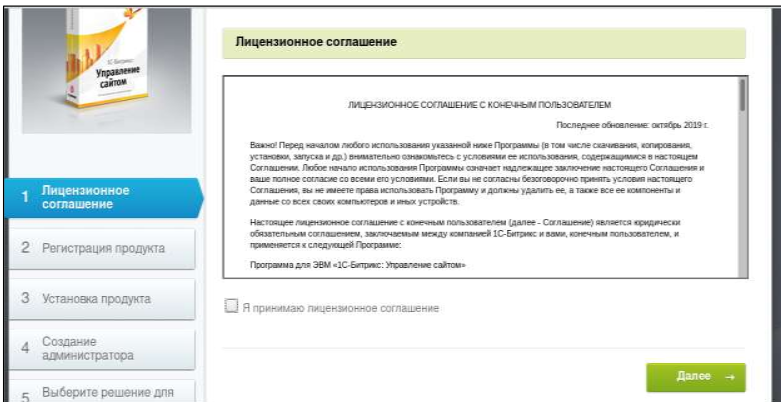 1С-Битрикс:
Управление
сайтом
1 Лицензионное
соглашение
2 Регистрация продукта
3 Установка продукта
4 Создание
администратора
5 Выберите решение для
Лицензионное соглашение
ЛИЦЕНЗИОННОЕ СОГЛАШЕНИЕ С КОНЕЧНЫМ ПОЛЬЗОВАТЕЛЕМ
Последнее обновление: октябрь 2019 г.
Важно! Перед началом любого использования указанной ниже Программы (в том числе скачивания, копирования,
установки, запуска и др.) внимательно ознакомьтесь с условиями ее использования, содержащимися в настоящем
Соглашении. Любое начало использования Программы означает надлежащее заключение настоящего Соглашения и
ваше полное согласие со всеми его условиями. Если вы не согласны безоговорочно принять условия настоящего
Соглашения, вы не имеете права использовать Программу и должны удалить ее, а также все ее компоненты и
данные со всех своих компьютеров и иных устройств.
Настоящее лицензионное соглашение с конечным пользователем (далее - Соглашение) является юридически
обязательным соглашением, заключаемым между компанией 1С-Битрикс и вами, конечным пользователем, и
применяется к следующей Программе:
Программа для ЭВМ «1С-Битрикс: Управление сайтом»
Я принимаю лицензионное соглашение
Далее →